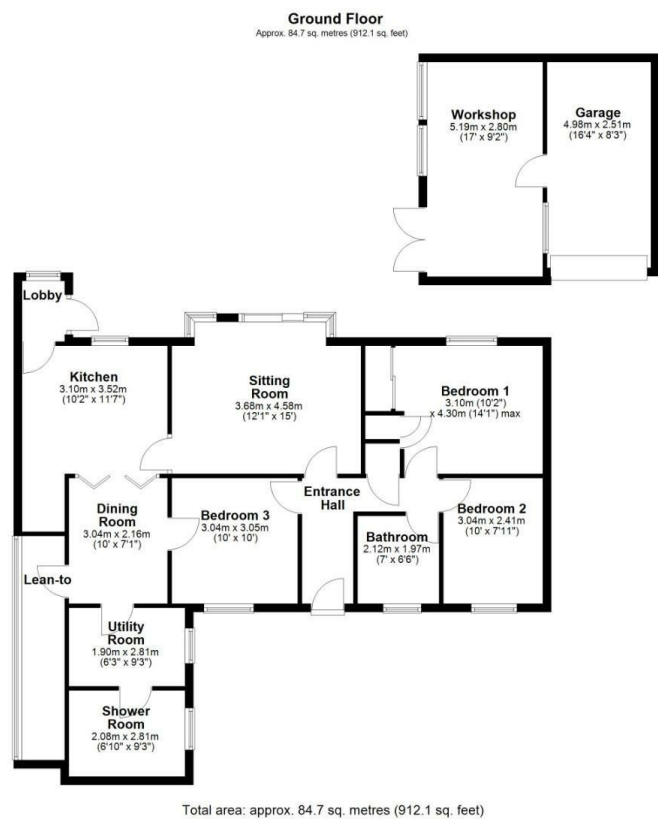 Ground Floor
Approx. 84.7 sq. metres (912.1 sq. feet)
Workshop
5.19m x 2.80m
(17' x 9'2")
Garage
4.98m x 2.51m
(16'4" x 8'3")
Lobby
Kitchen
3.10m x 3.52m
(10'2" x 11'7")
Sitting
Room
3.68m x 4.58m
(12'1" x 15')
Bedroom 1
3.10m (10'2")
x 4.30m (14'1") max
Dining
Room
3.04m x 2.16m
(10' x 7'1")
Bedroom 3
3.04m x 3.05m
(10' x 10')
Entrance
Hall
Bathroom
2.12m x 1.97m
(7' x 6'6")
Bedroom 2
3.04m x 2.41m
(10' x 7'11")
Lean-to
Utility
Room
1.90m x 2.81m
(6'3" x 9'3")
Shower
Room
2.08m x 2.81m
(6'10" x 9'3")
Total area: approx. 84.7 sq. metres (912.1 sq. feet)